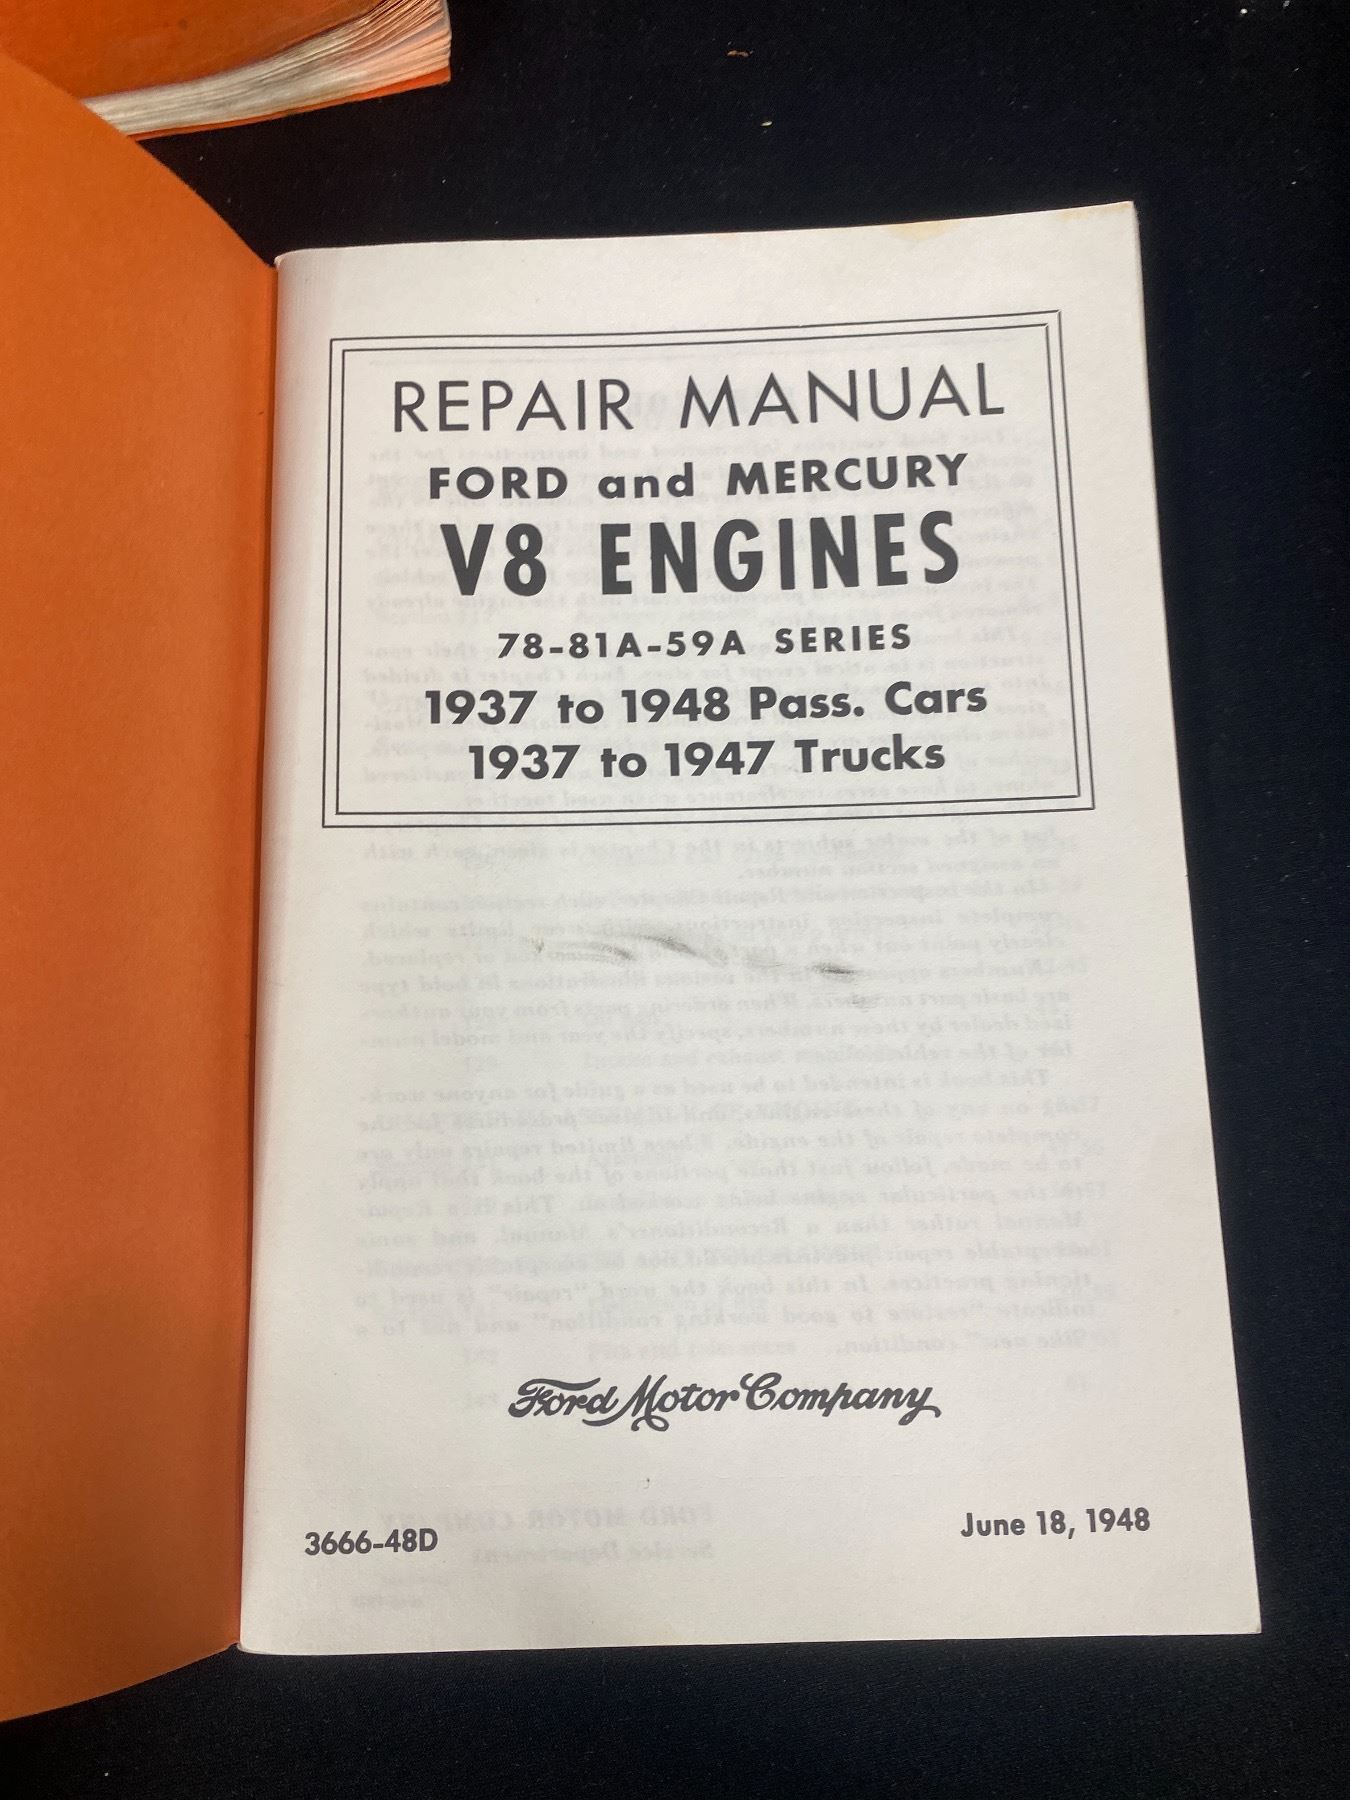 REPAIR MANUAL
FORD and MERCURY
V8 ENGINES
78-81A-59A SERIES
1937 to 1948 Pass. Cars
1937 to 1947 Trucks
Ford Motor Company
3666-48D
June 18, 1948